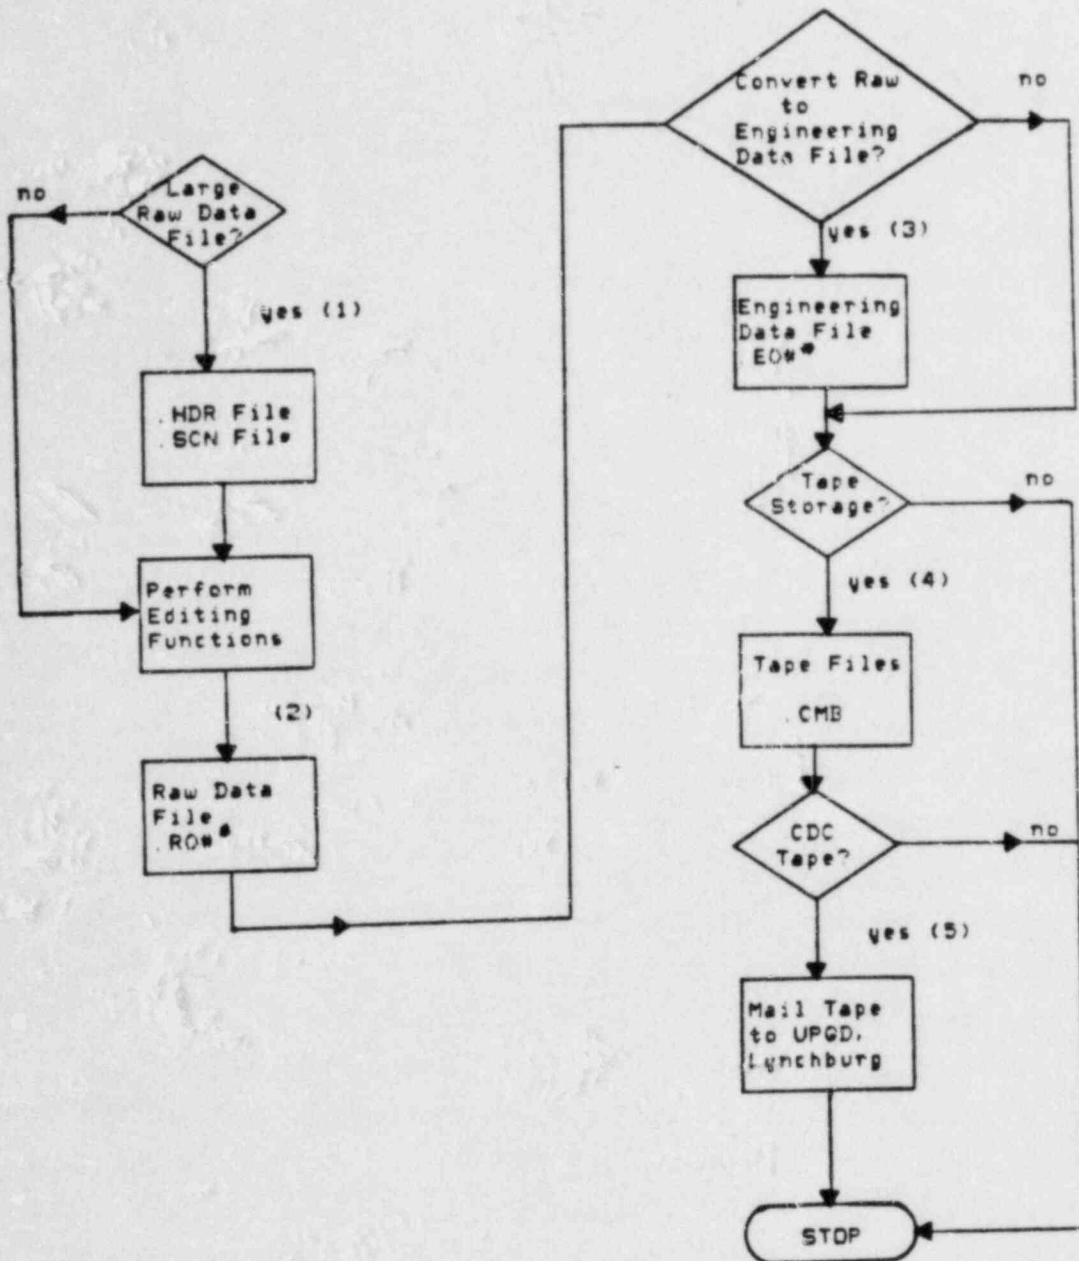 Large
Raw Data
File?
no
yes (1)
.HDR File
.SCN File
Perform
Editing
Functions
(2)
Raw Data
File
.RO#*
Convert Raw
to
Engineering
Data File?
no
yes (3)
Engineering
Data File
.EO#*
Tape
Storage?
no
yes (4)
Tape Files
.CMB
CDC
Tape?
no
yes (5)
Mail Tape
to UPGD,
Lynchburg
STOP